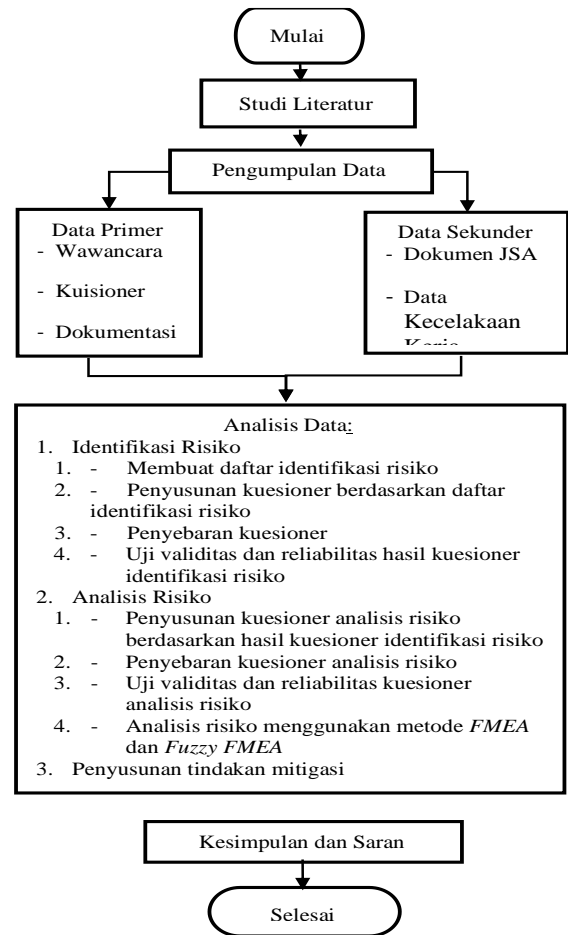 Mulai
Studi Literatur
Pengumpulan Data
Data Primer
- Wawancara
- Kuisioner
- Dokumentasi
Data Sekunder
- Dokumen JSA
- Data
Kecelakaan
Kerja
Analisis Data:
1. Identifikasi Risiko
1. - Membuat daftar identifikasi risiko
2. - Penyusunan kuesioner berdasarkan daftar
identifikasi risiko
3. - Penyebaran kuesioner
4. - Uji validitas dan reliabilitas hasil kuesioner
identifikasi risiko
2. Analisis Risiko
1. - Penyusunan kuesioner analisis risiko
berdasarkan hasil kuesioner identifikasi risiko
2. - Penyebaran kuesioner analisis risiko
3. - Uji validitas dan reliabilitas kuesioner
analisis risiko
4. - Analisis risiko menggunakan metode FMEA
dan Fuzzy FMEA
3. Penyusunan tindakan mitigasi
Kesimpulan dan Saran
Selesai